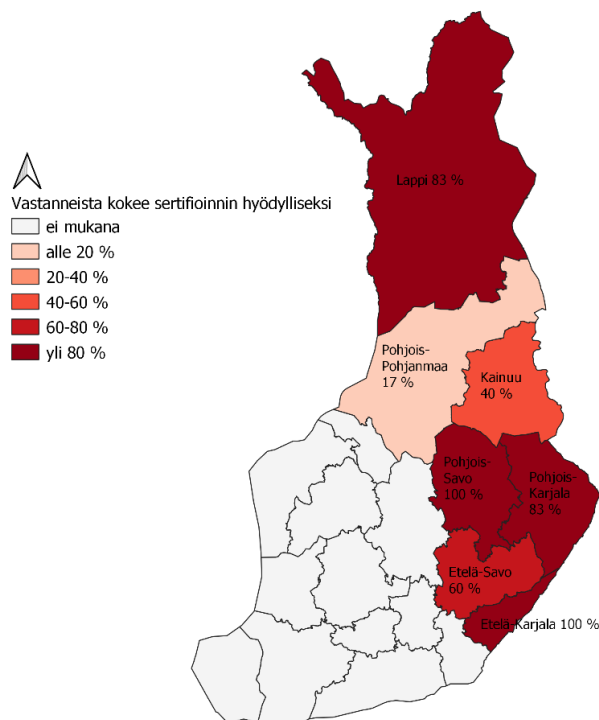 Vastanneista kokee sertifioinnin hyödylliseksi
ei mukana
alle 20 %
20-40 %
40-60 %
60-80 %
yli 80 %
Lappi 83 %
Pohjois-
Pohjanmaa
17 %
Kainuu
40 %
Pohjois-
Savo
100 %
Pohjois-
Karjala
83 %
Etelä-Savo
60 %
Etelä-Karjala 100 %